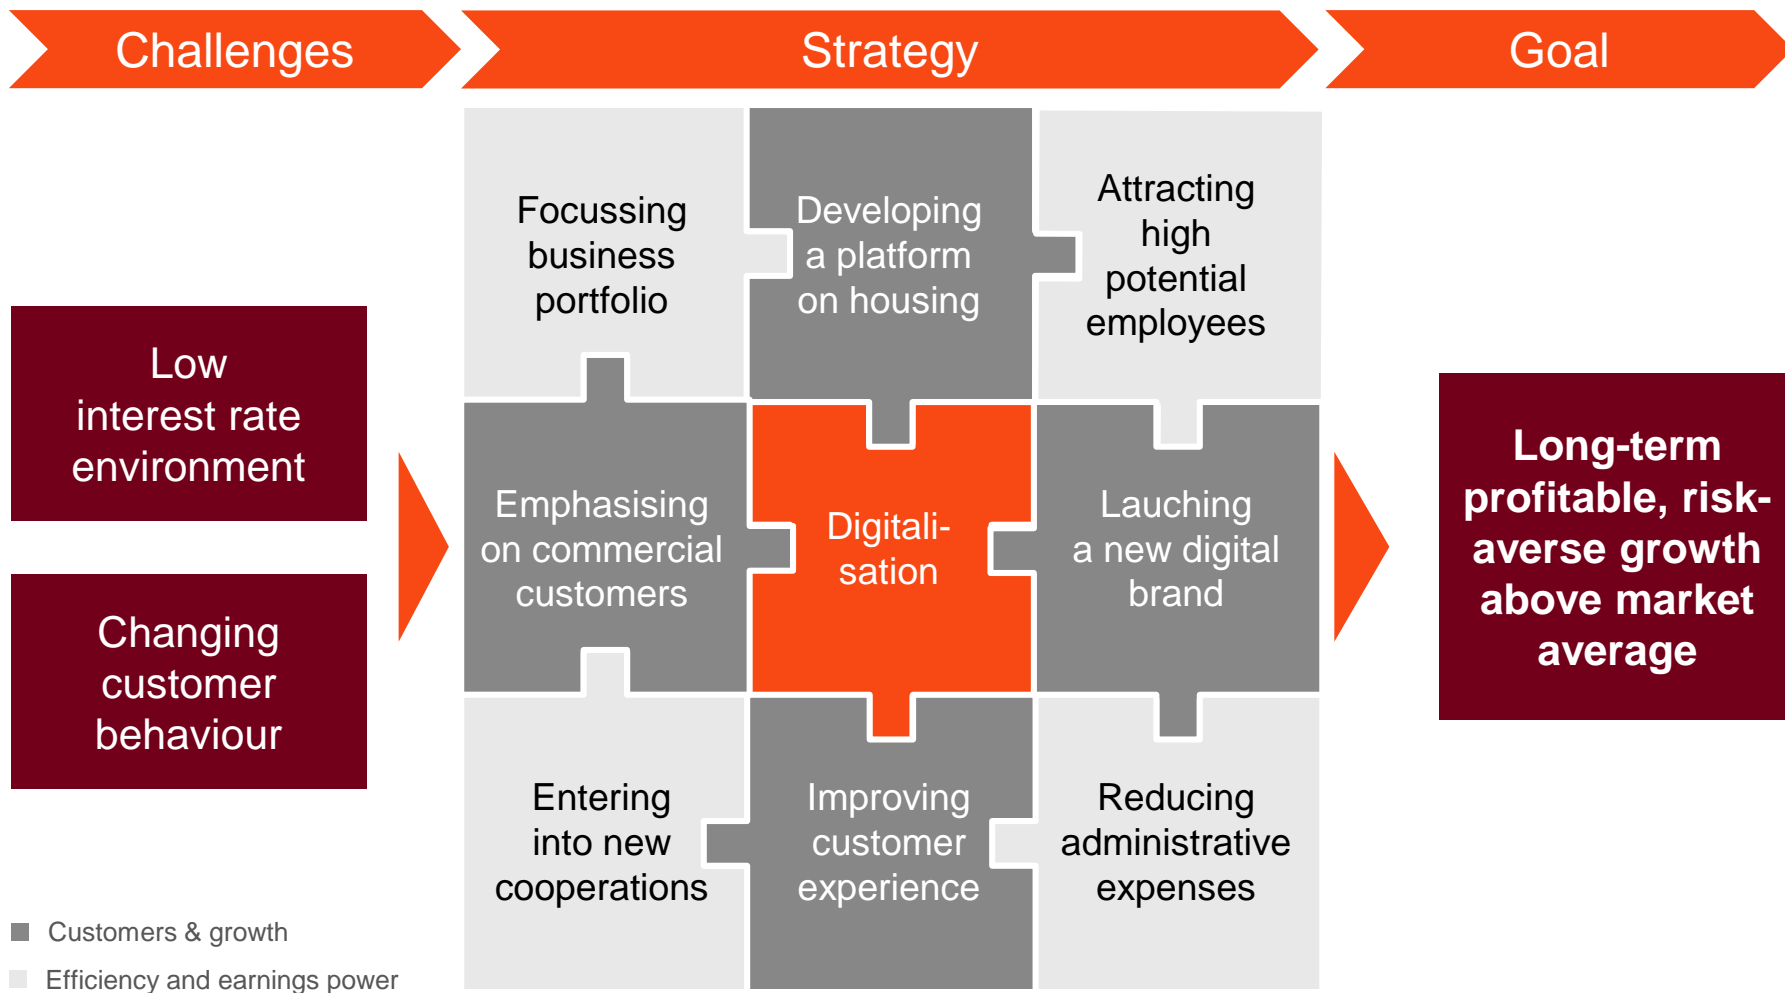 Challenges
Strategy
Goal
Low
interest rate
environment
Changing
customer
behaviour
Focussing
business
portfolio
Developing
a platform
on housing
Attracting
high
potential
employees
Emphasising
on commercial
customers
Digitali-
sation
Lauching
a new digital
brand
Entering
into new
cooperations
Improving
customer
experience
Reducing
administrative
expenses
Long-term
profitable, risk-
averse growth
above market
average
Customers & growth
Efficiency and earnings power